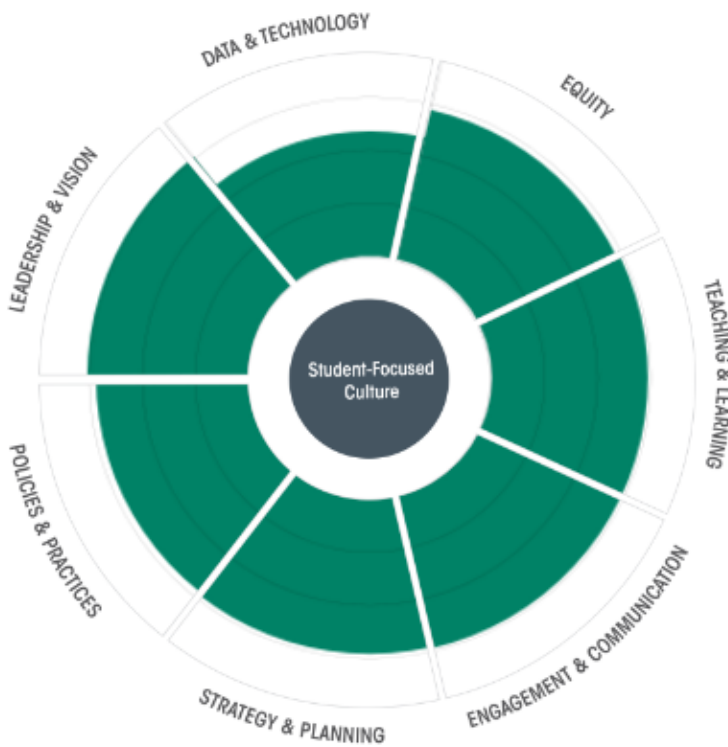 DATA & TECHNOLOGY
EQUITY
LEADERSHIP & VISION
TEACHING & LEARNING
Student-Focused
Culture
POLICIES & PRACTICES
ENGAGEMENT & COMMUNICATION
STRATEGY & PLANNING